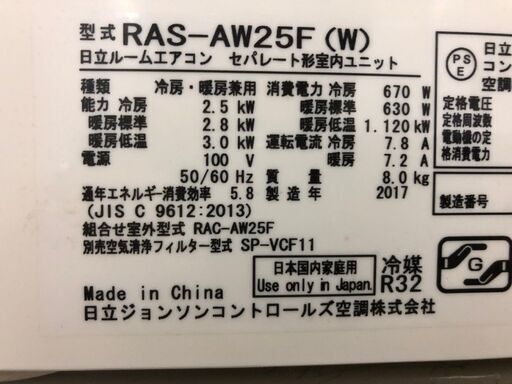 型式 RAS-AW25F (W)
日立ルームエアコン セパレート形室内ユニット
種類 冷房・暖房兼用 消費電力 冷房 670 W
能力 冷房 2.5 kW 暖房標準 630 W
暖房標準 2.8 kW 暖房低温 1.120 kW
暖房低温 3.0 kW 運転電流 冷房 7.8 A
電源 100 V 暖房 7.2 A
50/60 Hz 質量 8.0 kg
通年エネルギー消費効率 5.8 製造年 2017
(JIS C 9612:2013)
組合せ室外型式 RAC-AW25F
別売空気清浄フィルター型式 SP-VCF11
日本国内家庭用
Use only in Japan.
冷媒
R32
Made in China
日立ジョンソンコントロールズ空調株式会社
PS
E
日立
コン
空調
定格電圧
定格周波数
電動機の定
格消費電力
製造番号
G